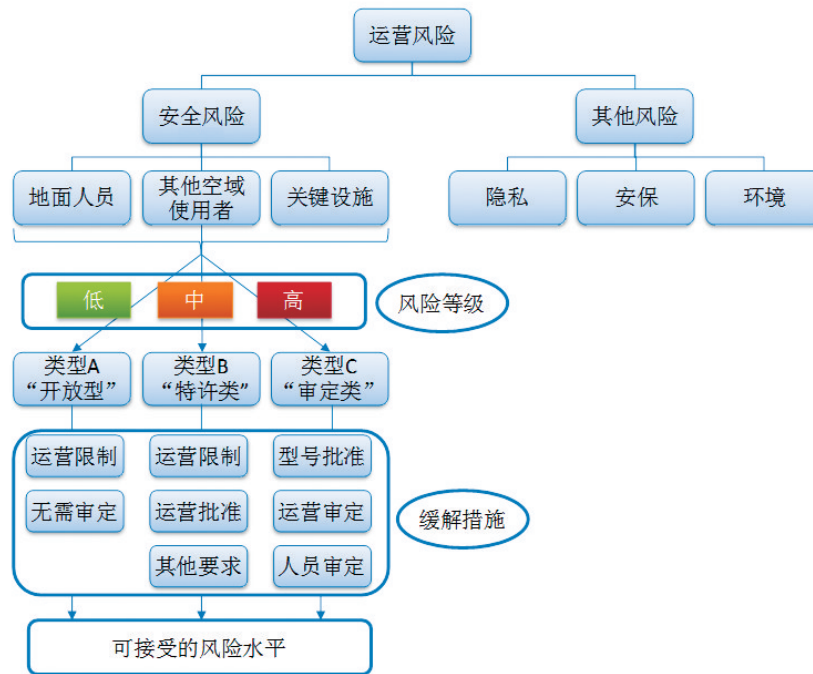 运营风险
安全风险
其他风险
地面人员
其他空域
使用者
关键设施
隐私
安保
环境
低
中
高
风险等级
类型A
“开放型”
类型B
“特许类”
类型C
“审定类”
运营限制
运营限制
型号批准
无需审定
运营批准
运营审定
缓解措施
其他要求
人员审定
可接受的风险水平